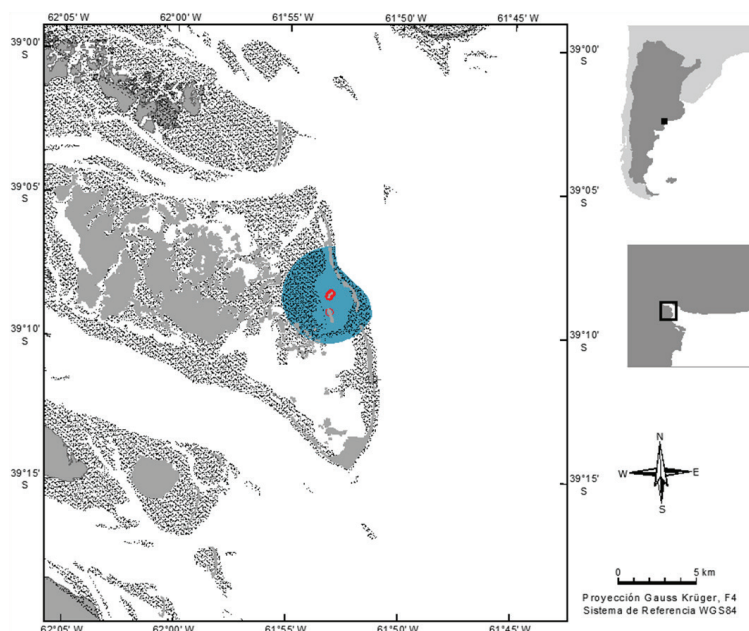 62°05' W 62°00' W 61°55' W 61°50' W 61°45' W
39°00'
S
39°00'
S
39°05'
S
39°05'
S
39°10'
S
39°10'
S
39°15'
S
39°15'
S
62°05' W 62°00' W 61°55' W 61°50' W 61°45' W
N
W E
S
0 5 km
Proyección Gauss Krüger, F4
Sistema de Referencia WGS84